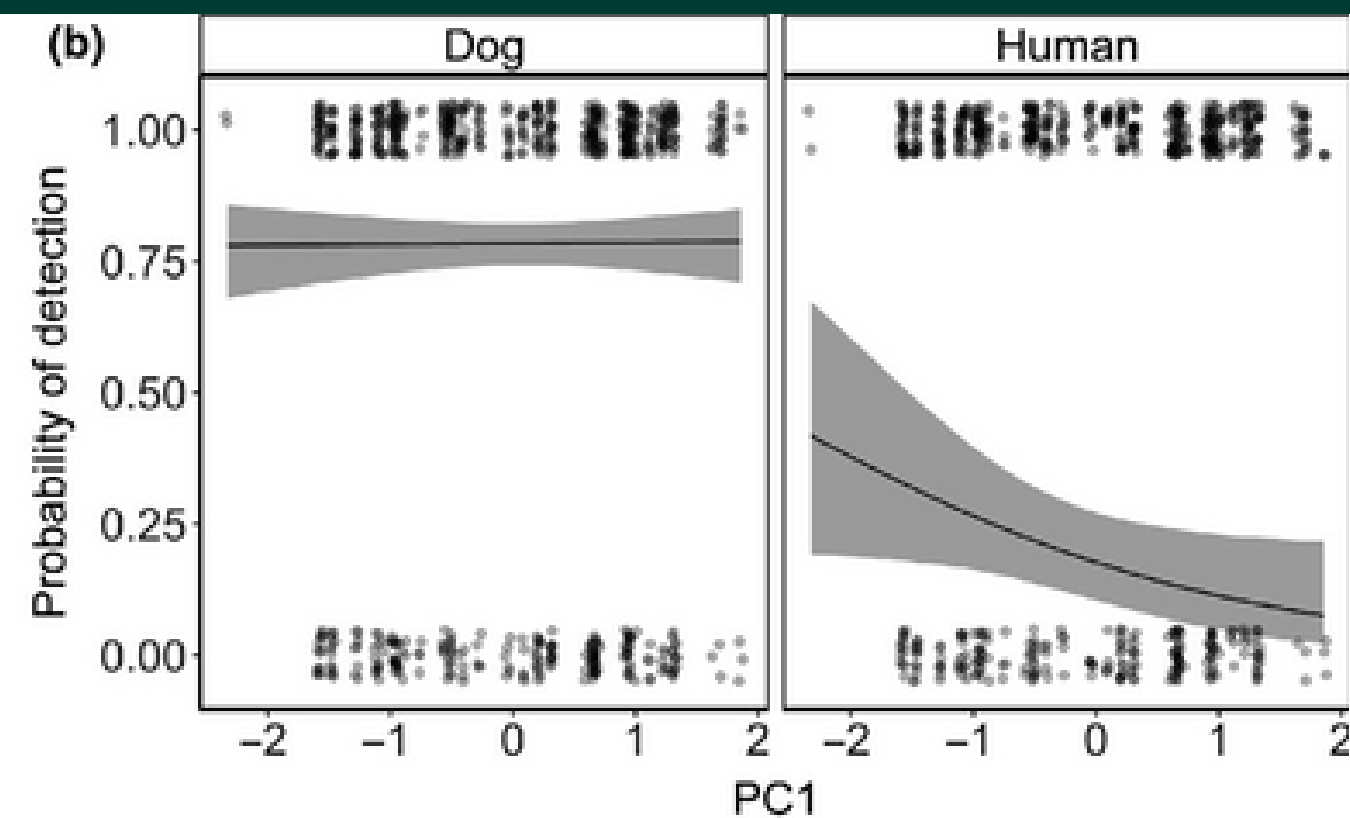 (b)
Dog
Human
Probability of detection
1.00
0.75
0.50
0.25
0.00
−2 −1 0 1 2
−2 −1 0 1 2
PC1